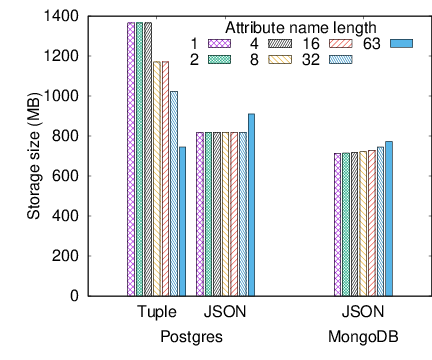 Attribute name length
1 4 16 63
2 8 32
1400
1200
1000
800
600
400
200
0
Storage size (MB)
Tuple JSON JSON
Postgres MongoDB